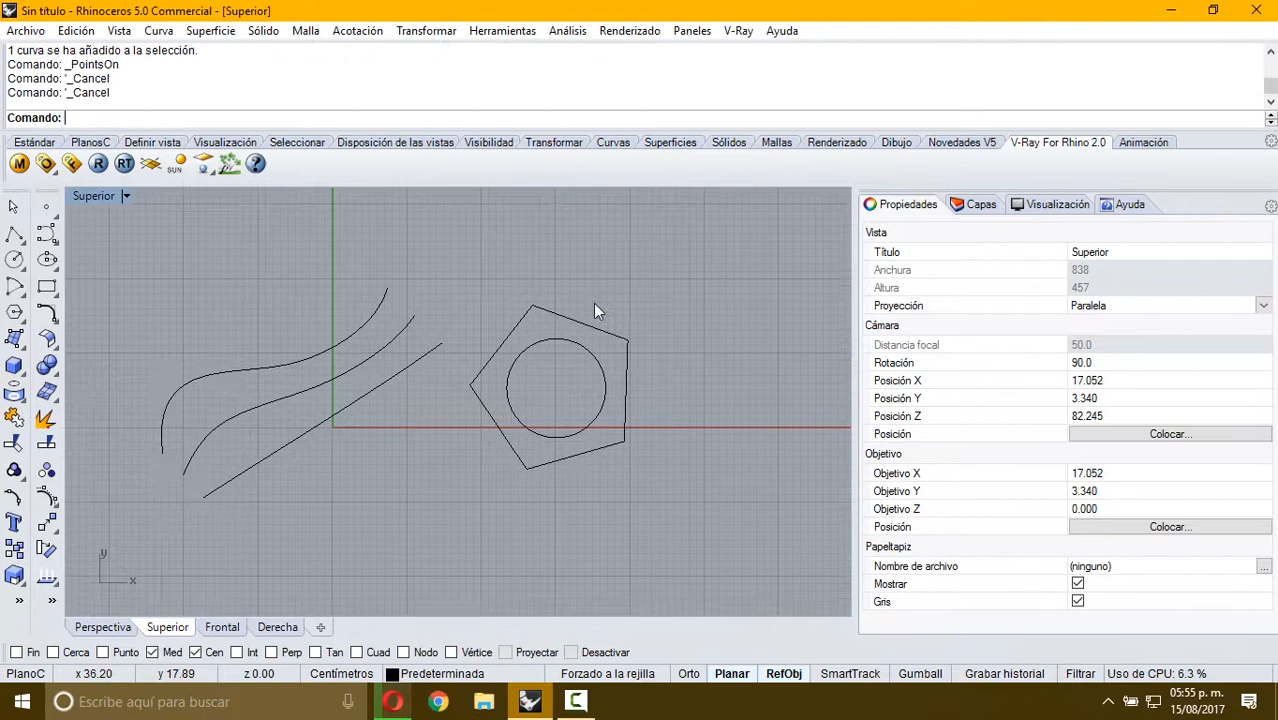 Sin título - Rhinoceros 5.0 Commercial - [Superior]
Archivo Edición Vista Curva Superficie Sólido Malla Acotación Transformar Herramientas Análisis Renderizado Paneles V-Ray Ayuda
1 curva se ha añadido a la selección.
Comando: _PointsOn
Comando: '_Cancel
Comando: '_Cancel
Comando:
Estándar PlanosC Definir vista Visualización Seleccionar Disposición de las vistas Visibilidad Transformar Curvas Superficies Sólidos Mallas Renderizado Dibujo Novedades V5 V-Ray For Rhino 2.0 Animación
M O F R RT SUN ?
Superior
Propiedades Capas Visualización Ayuda
Vista
Título Superior
Anchura 838
Altura 457
Proyección Paralela
Cámara
Distancia focal 50.0
Rotación 90.0
Posición X 17.052
Posición Y 3.340
Posición Z 82.245
Posición Colocar...
Objetivo
Objetivo X 17.052
Objetivo Y 3.340
Objetivo Z 0.000
Posición Colocar...
Papeltapiz
Nombre de archivo (ninguno) ...
Mostrar
Gris
y
x
T
» »
Perspectiva Superior Frontal Derecha
Fin Cerca Punto Med Cen Int Perp Tan Cuad Nodo Vértice Proyectar Desactivar
PlanoC x 36.20 y 17.89 z 0.00 Centímetros Predeterminada Forzado a la rejilla Orto Planar RefObj SmartTrack Gumball Grabar historial Filtrar Uso de CPU: 6.3 %
Escribe aquí para buscar
05:55 p. m.
15/08/2017